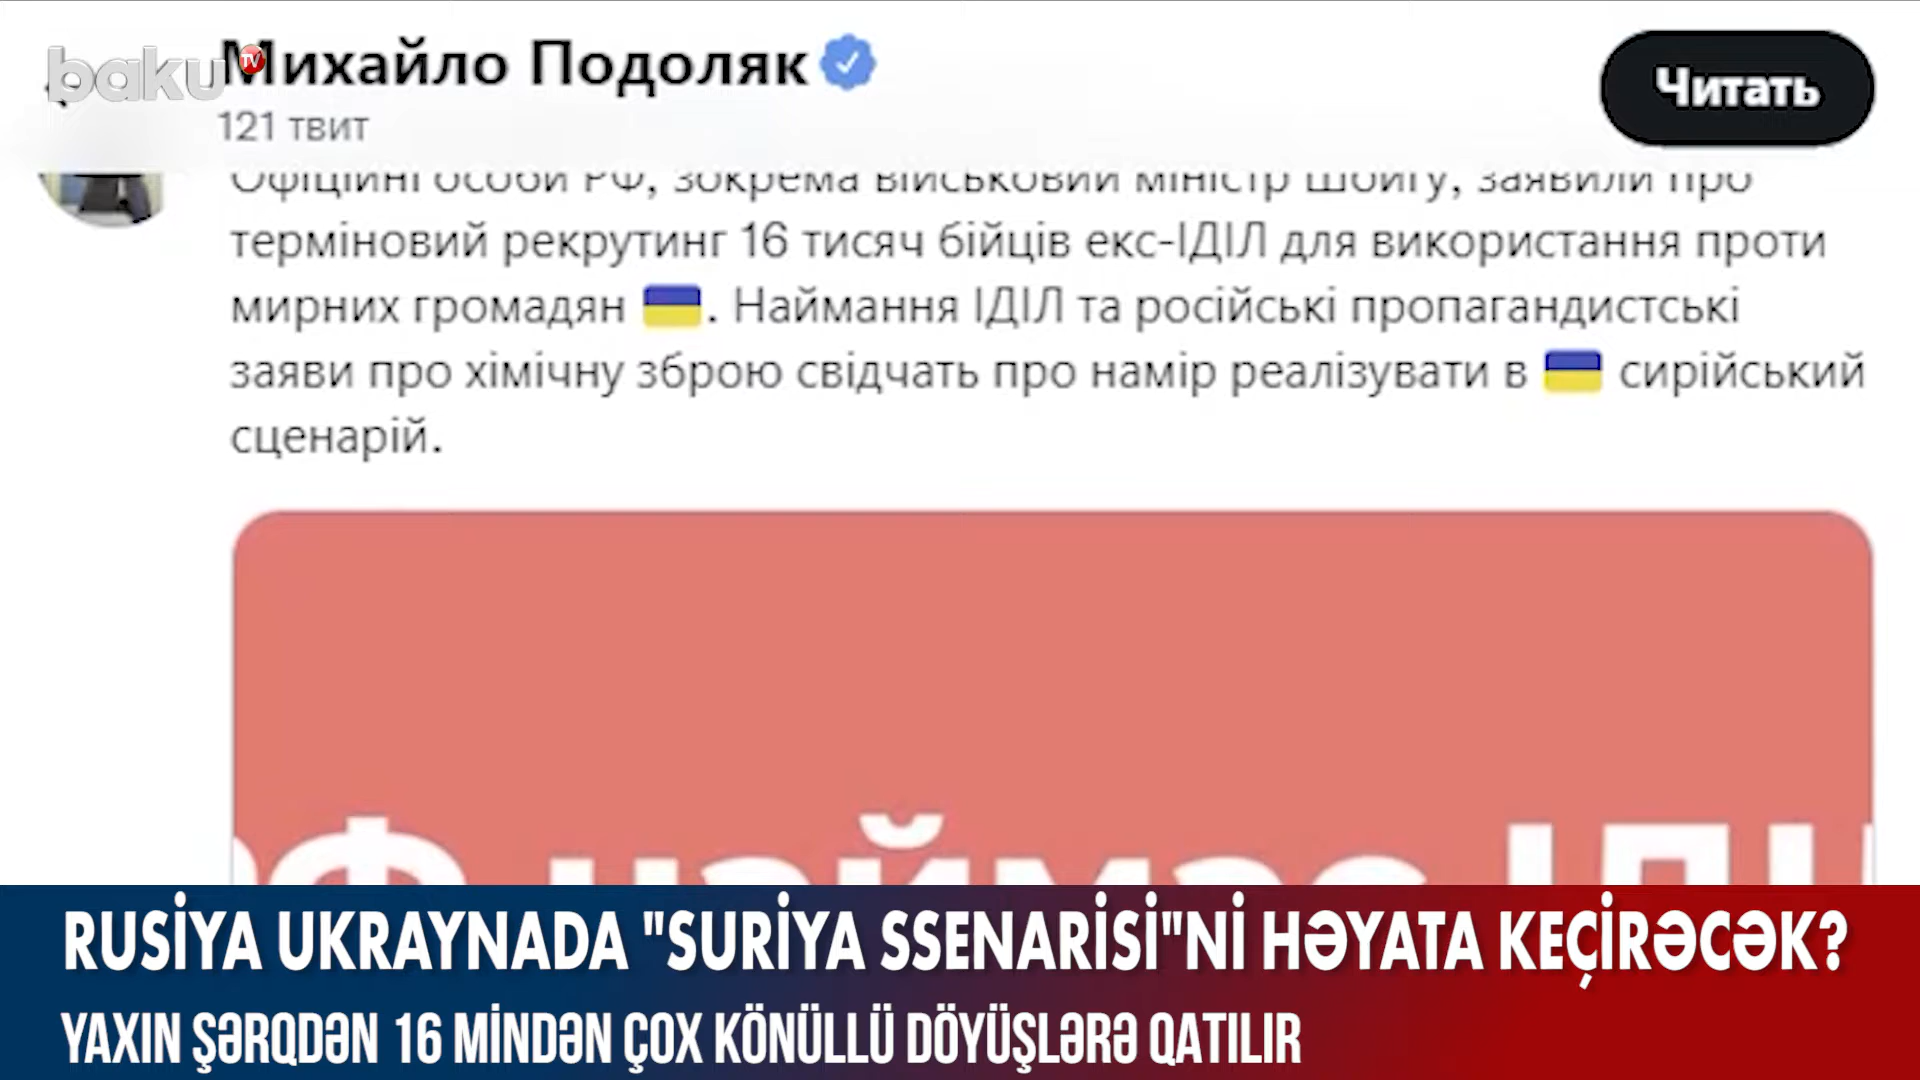 baku TV
Михайло Подоляк
121 твит
Читать
Офіційні особи РФ, зокрема військовий міністр Шойгу, заявили про
терміновий рекрутинг 16 тисяч бійців екс-ІДІЛ для використання проти
мирних громадян 🇺🇦. Наймання ІДІЛ та російські пропагандистські
заяви про хімічну зброю свідчать про намір реалізувати в 🇺🇦 сирійський
сценарій.
РФ наймає ІДІЛ
RUSİYA UKRAYNADA "SURİYA SSENARİSİ"Nİ HƏYATA KEÇİRƏCƏK?
YAXIN ŞƏRQDƏN 16 MİNDƏN ÇOX KÖNÜLLÜ DÖYÜŞLƏRƏ QATILIR